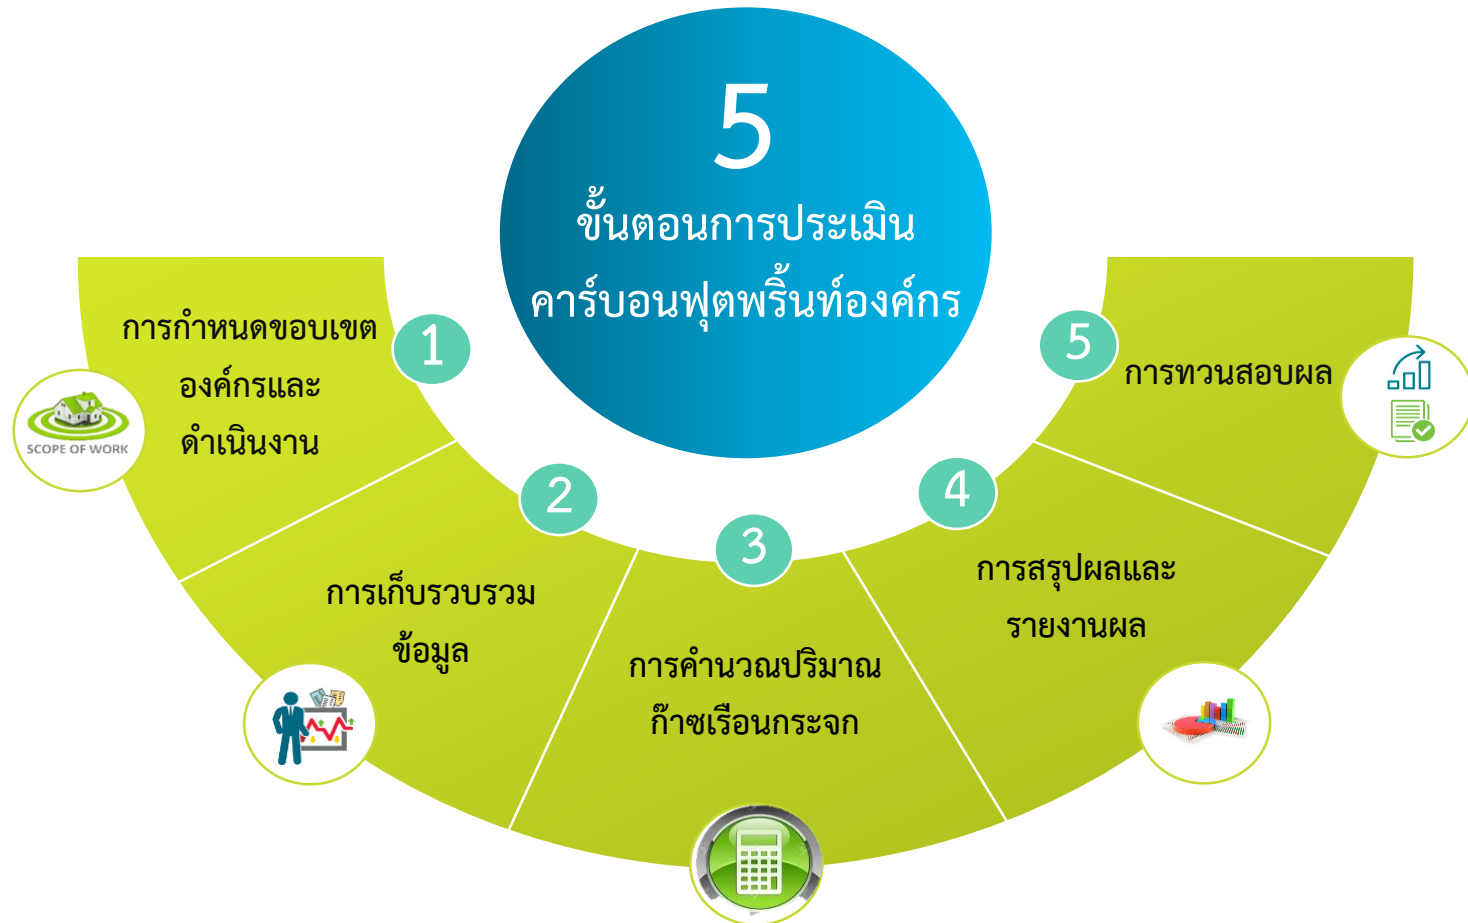 5
ขั้นตอนการประเมิน
คาร์บอนฟุตพริ้นท์องค์กร
1
การกำหนดขอบเขต
องค์กรและ
ดำเนินงาน
SCOPE OF WORK
2
การเก็บรวบรวม
ข้อมูล
3
การคำนวณปริมาณ
ก๊าซเรือนกระจก
4
การสรุปผลและ
รายงานผล
5
การทวนสอบผล